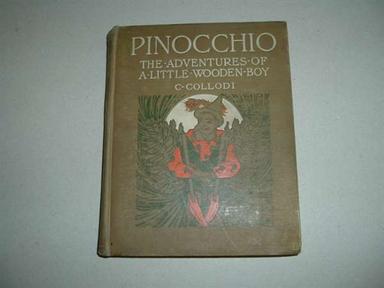 PINOCCHIO
THE·ADVENTURES·OF
A·LITTLE·WOODEN·BOY
C·COLLODI